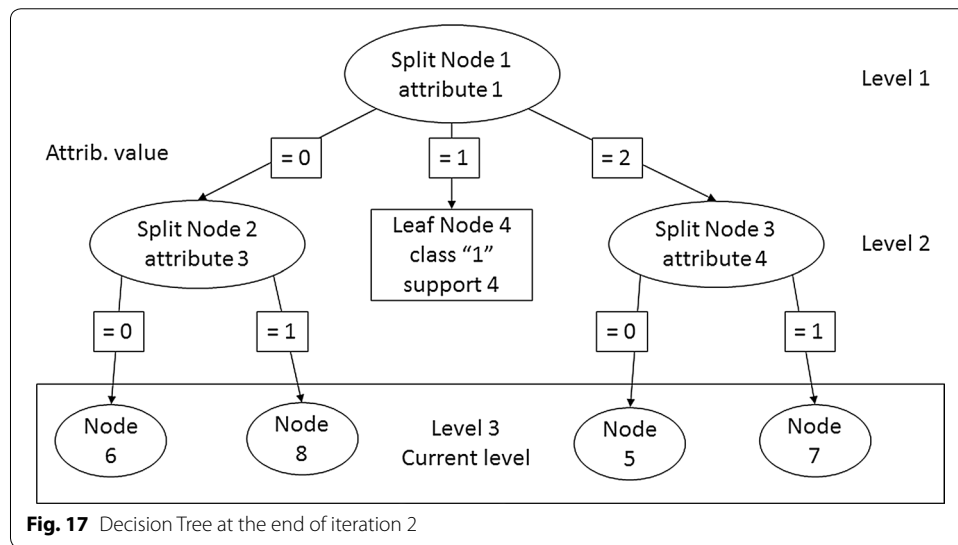 Split Node 1
attribute 1
Level 1
Attrib. value
= 0
= 1
= 2
Split Node 2
attribute 3
Leaf Node 4
class “1”
support 4
Split Node 3
attribute 4
Level 2
= 0
= 1
= 0
= 1
Node
6
Node
8
Level 3
Current level
Node
5
Node
7
Fig. 17 Decision Tree at the end of iteration 2